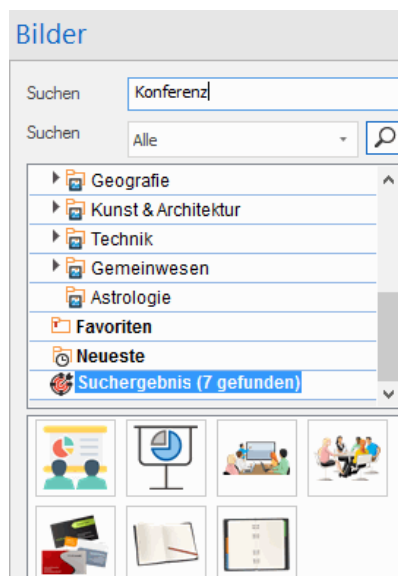 Bilder
Suchen Konferenz
Suchen Alle
Geografie
Kunst & Architektur
Technik
Gemeinwesen
Astrologie
Favoriten
Neueste
Suchergebnis (7 gefunden)